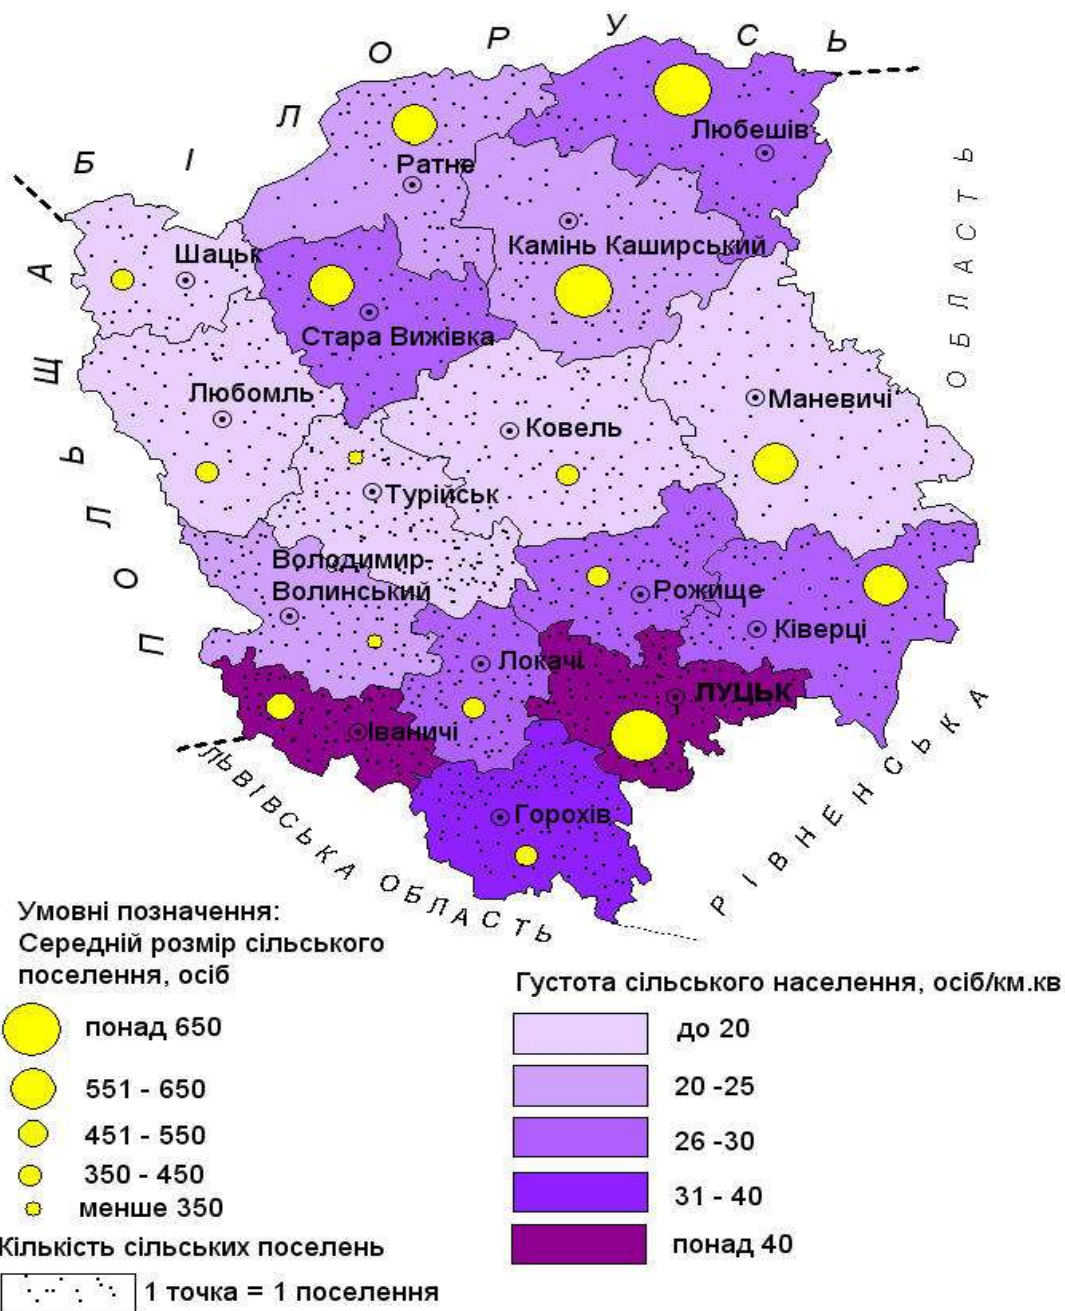 БІЛОРУСЬ
Любешів
Ратне
Камінь Каширський
Шацьк
Стара Вижівка
ОБЛАСТЬ
Любомль
Маневичі
Ковель
Турійськ
ПОЛЬЩА
Володимир-
Волинський
Рожище
Ківерці
Локачі
ЛУЦЬК
Іваничі
Горохів
РІВНЕНСЬКА
ЛЬВІВСЬКА ОБЛАСТЬ
Умовні позначення:
Середній розмір сільського
поселення, осіб
понад 650
551 - 650
451 - 550
350 - 450
менше 350
Кількість сільських поселень
1 точка = 1 поселення
Густота сільського населення, осіб/км.кв
до 20
20 -25
26 -30
31 - 40
понад 40